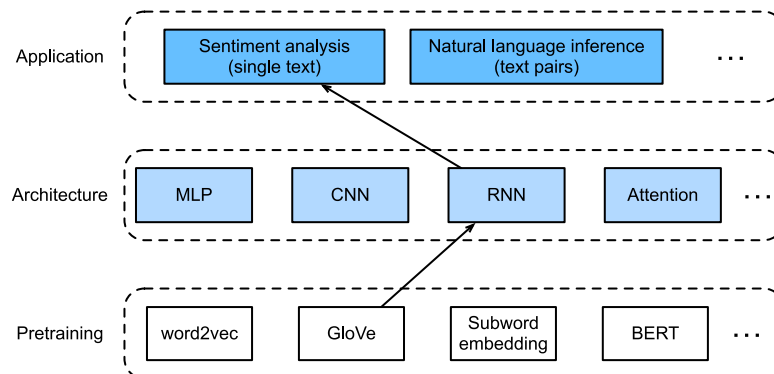 Application
Sentiment analysis
(single text)
Natural language inference
(text pairs)
...
Architecture
MLP
CNN
RNN
Attention
...
Pretraining
word2vec
GloVe
Subword
embedding
BERT
...